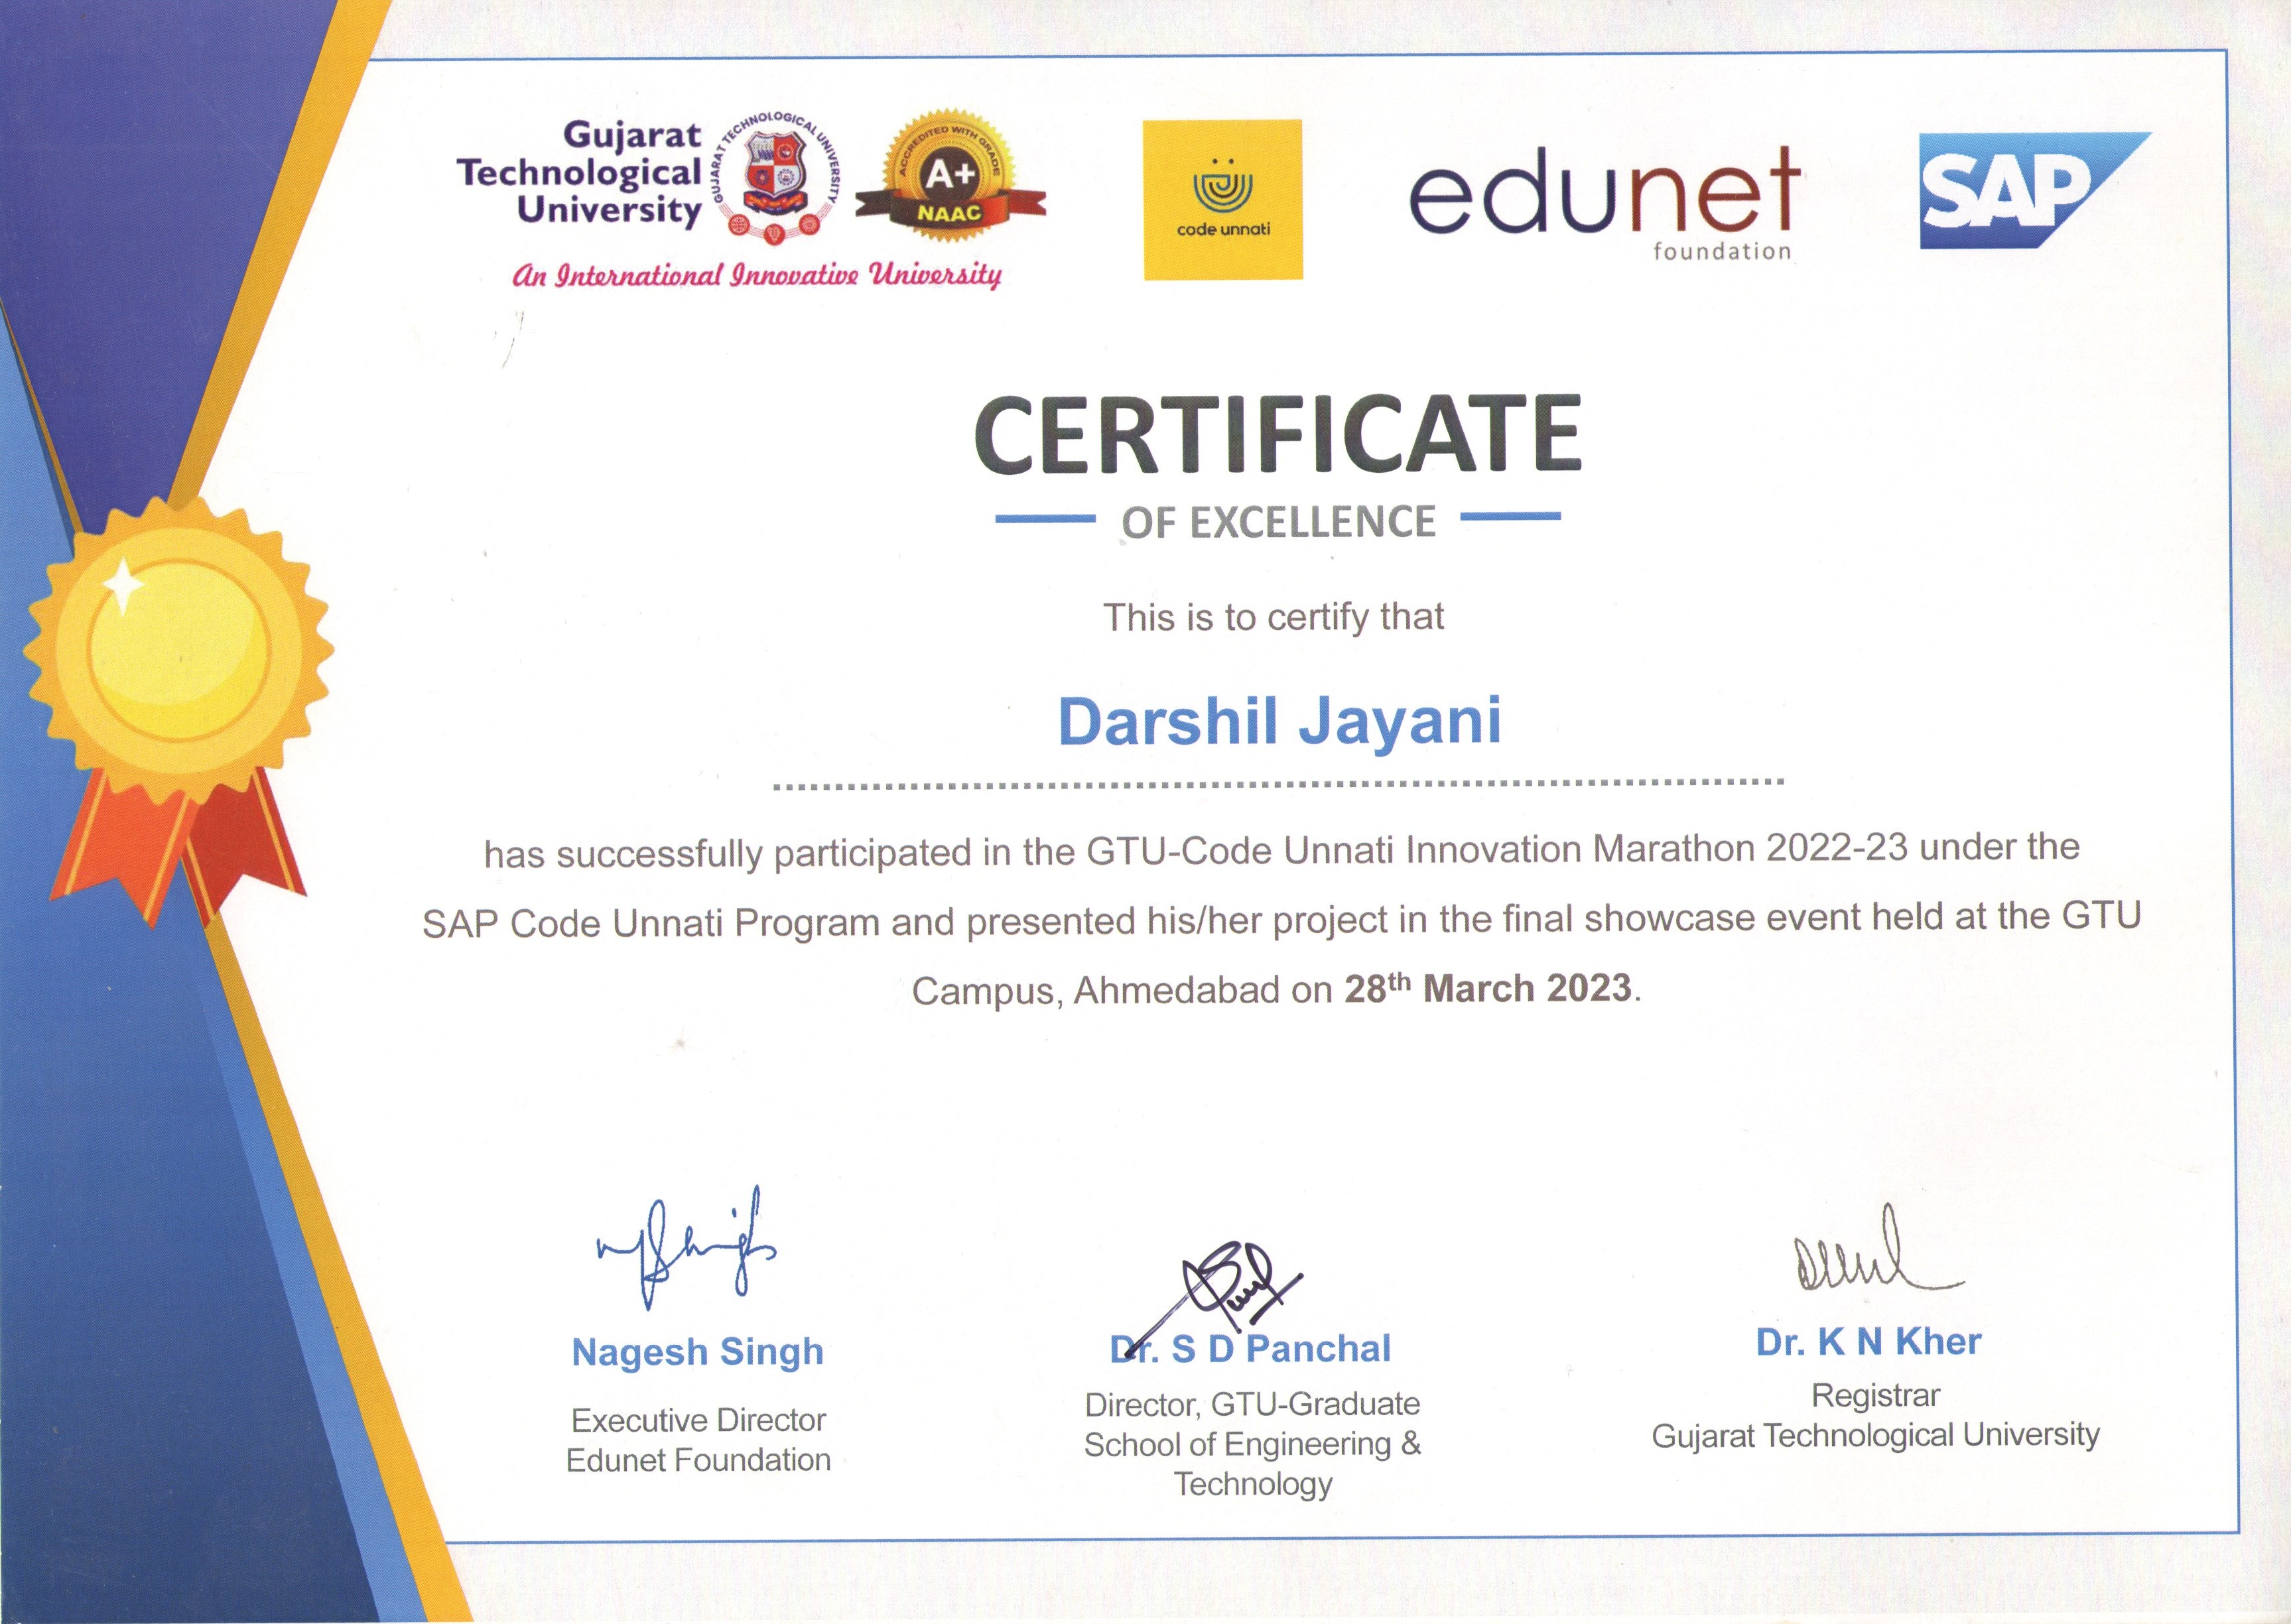 Gujarat
Technological
University
GUJARAT TECHNOLOGICAL UNIVERSITY
ACCREDITED WITH GRADE
A+
NAAC
An International Innovative University
code unnati
edunet
foundation
SAP
CERTIFICATE
OF EXCELLENCE
This is to certify that
Darshil Jayani
has successfully participated in the GTU-Code Unnati Innovation Marathon 2022-23 under the
SAP Code Unnati Program and presented his/her project in the final showcase event held at the GTU
Campus, Ahmedabad on 28th March 2023.
Nagesh Singh
Executive Director
Edunet Foundation
Dr. S D Panchal
Director, GTU-Graduate
School of Engineering &
Technology
Dr. K N Kher
Registrar
Gujarat Technological University